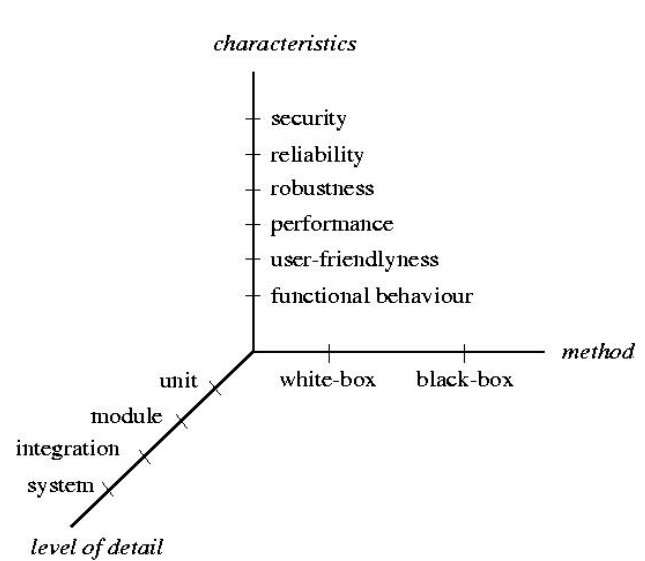 characteristics
security
reliability
robustness
performance
user-friendlyness
functional behaviour
method
white-box black-box
unit
module
integration
system
level of detail